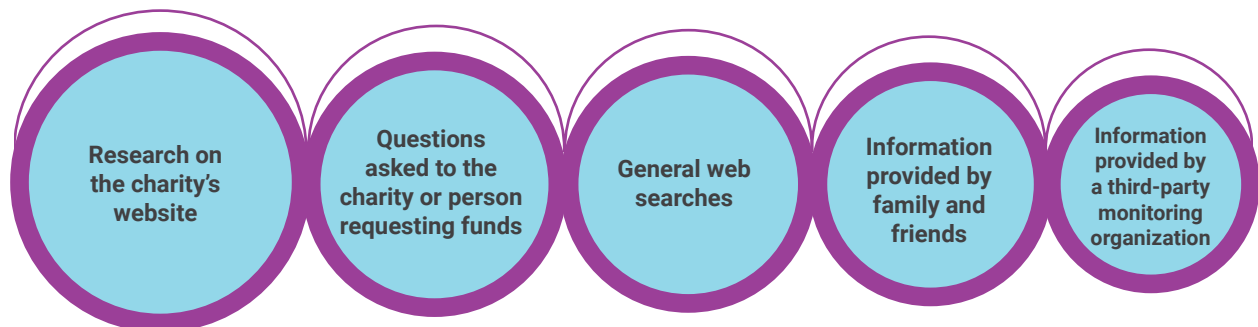 Research on
the charity's
website
Questions
asked to the
charity or person
requesting funds
General web
searches
Information
provided by
family and
friends
Information
provided by
a third-party
monitoring
organization